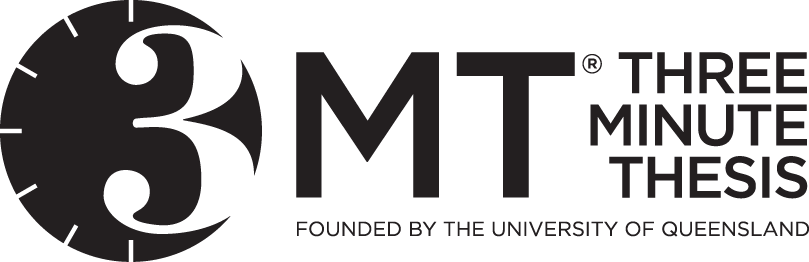 3MT® THREE
MINUTE
THESIS
FOUNDED BY THE UNIVERSITY OF QUEENSLAND